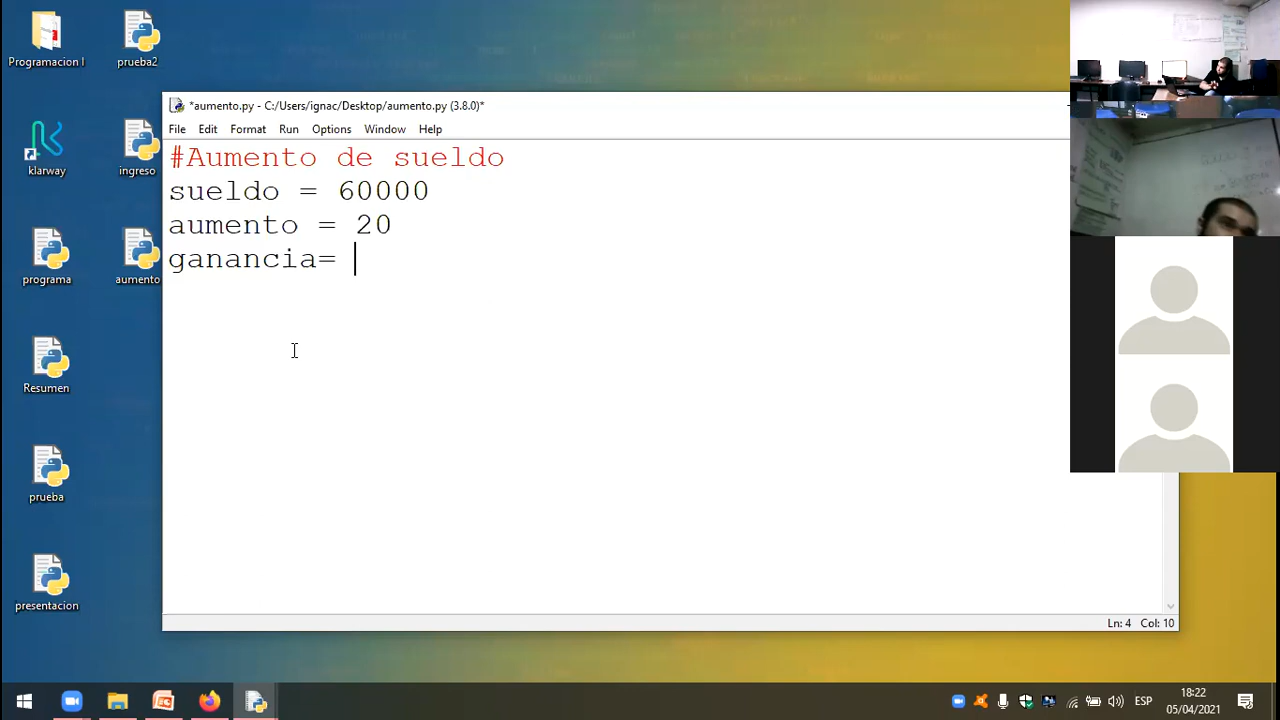 Programacion I
prueba2
klarway
ingreso
programa
aumento
Resumen
prueba
presentacion
*aumento.py - C:/Users/ignac/Desktop/aumento.py (3.8.0)*
File Edit Format Run Options Window Help
#Aumento de sueldo
sueldo = 60000
aumento = 20
ganancia=
Ln: 4 Col: 10
ESP
18:22
05/04/2021